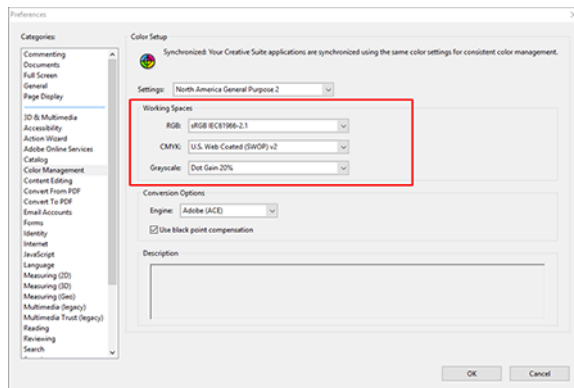 Preferences
Categories:
Commenting
Documents
Full Screen
General
Page Display
3D & Multimedia
Accessibility
Action Wizard
Adobe Online Services
Catalog
Color Management
Content Editing
Convert From PDF
Convert To PDF
Email Accounts
Forms
Identity
Internet
JavaScript
Language
Measuring (2D)
Measuring (3D)
Measuring (Geo)
Multimedia (legacy)
Multimedia Trust (legacy)
Reading
Reviewing
Search
Color Setup
Synchronized: Your Creative Suite applications are synchronized using the same color settings for consistent color management.
Settings: North America General Purpose 2
Working Spaces
RGB: sRGB IEC61966-2.1
CMYK: U.S. Web Coated (SWOP) v2
Grayscale: Dot Gain 20%
Conversion Options
Engine: Adobe (ACE)
Use black point compensation
Description
OK
Cancel